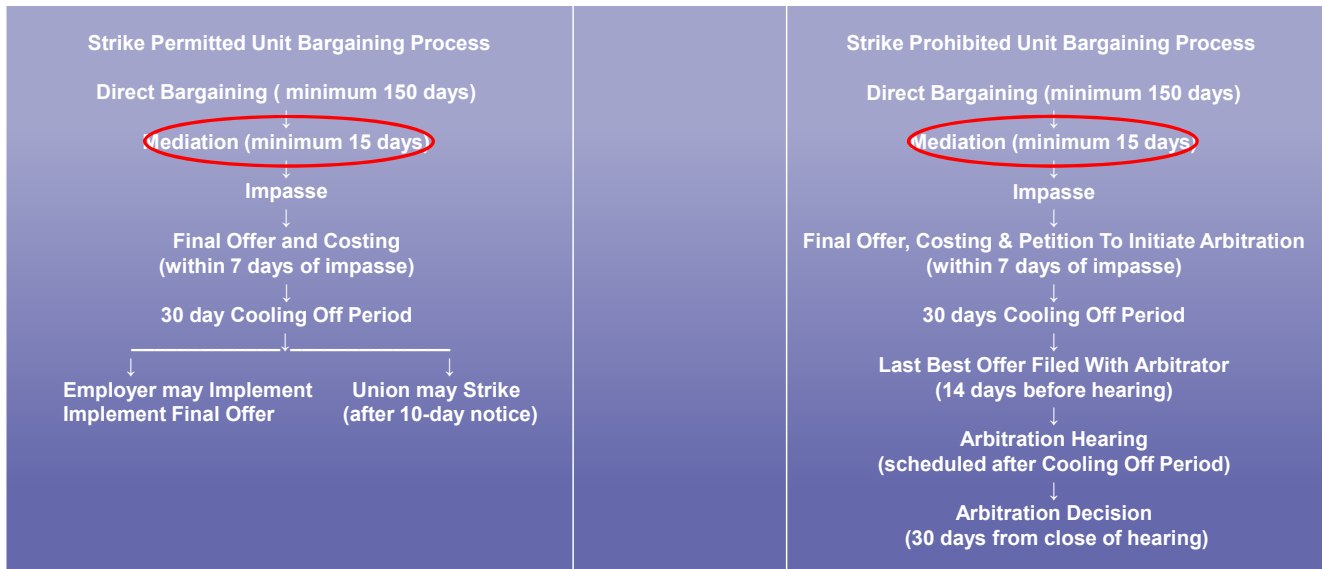 Strike Permitted Unit Bargaining Process
Direct Bargaining ( minimum 150 days)
↓
Mediation (minimum 15 days)
↓
Impasse
↓
Final Offer and Costing
(within 7 days of impasse)
↓
30 day Cooling Off Period
↓
↓ ↓
Employer may Implement
Implement Final Offer
Union may Strike
(after 10-day notice)
Strike Prohibited Unit Bargaining Process
Direct Bargaining (minimum 150 days)
↓
Mediation (minimum 15 days)
↓
Impasse
↓
Final Offer, Costing & Petition To Initiate Arbitration
(within 7 days of impasse)
↓
30 days Cooling Off Period
↓
Last Best Offer Filed With Arbitrator
(14 days before hearing)
↓
Arbitration Hearing
(scheduled after Cooling Off Period)
↓
Arbitration Decision
(30 days from close of hearing)